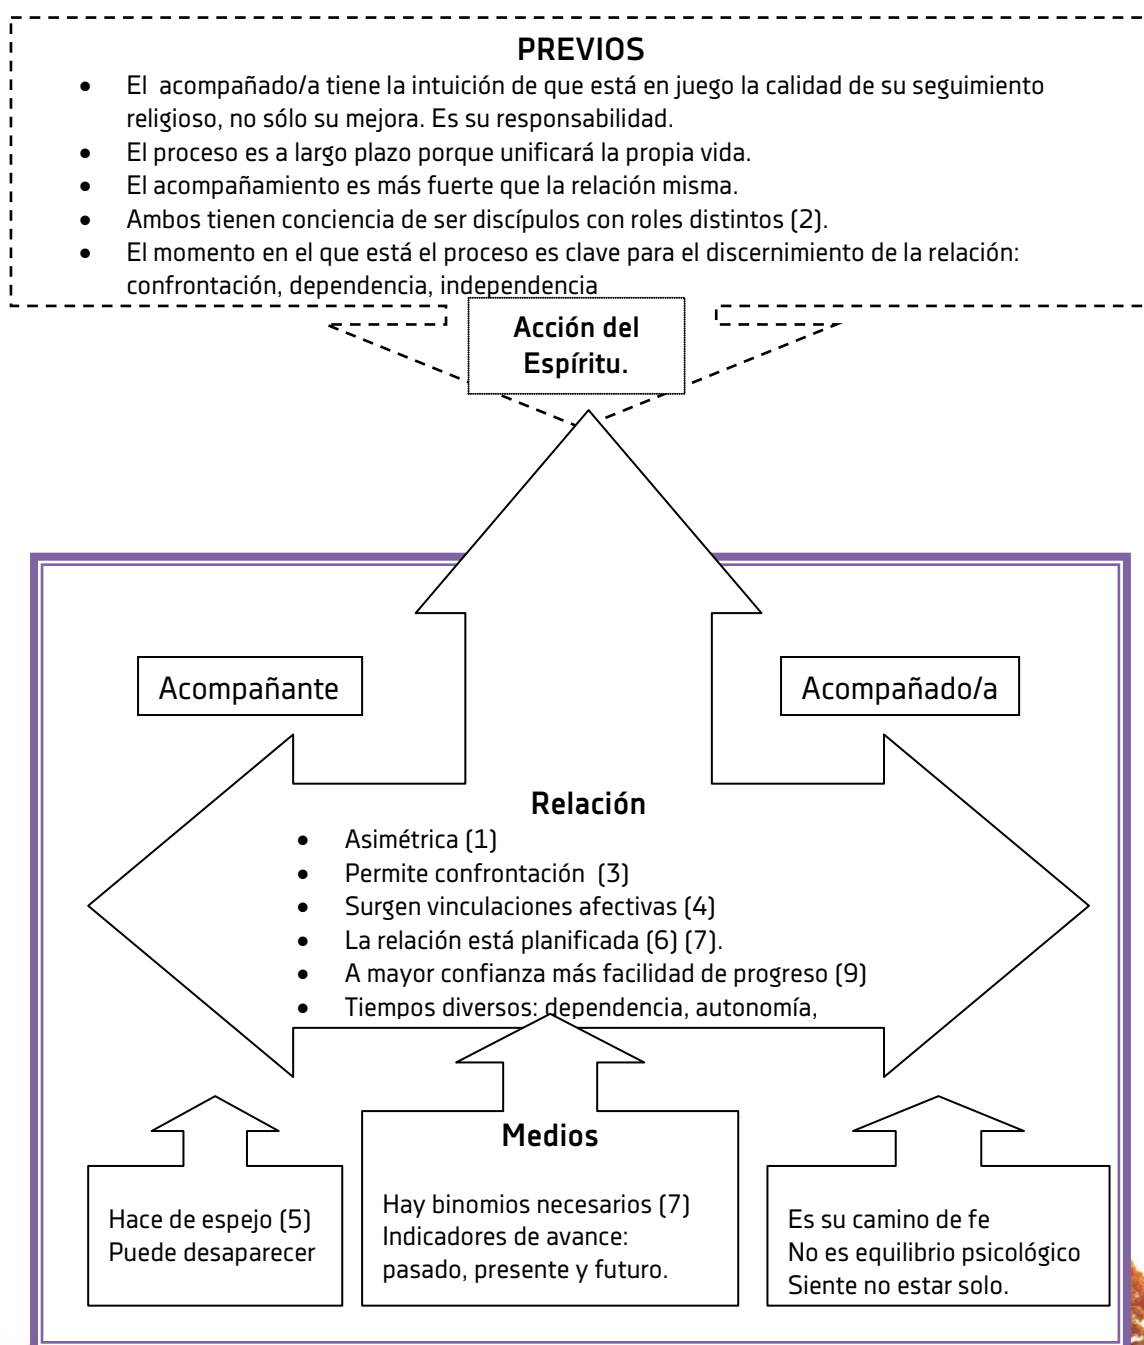 PREVIOS
• El acompañado/a tiene la intuición de que está en juego la calidad de su seguimiento
religioso, no sólo su mejora. Es su responsabilidad.
• El proceso es a largo plazo porque unificará la propia vida.
• El acompañamiento es más fuerte que la relación misma.
• Ambos tienen conciencia de ser discípulos con roles distintos (2).
• El momento en el que está el proceso es clave para el discernimiento de la relación:
confrontación, dependencia, independencia
Acción del
Espíritu.
Acompañante
Acompañado/a
Relación
• Asimétrica (1)
• Permite confrontación (3)
• Surgen vinculaciones afectivas (4)
• La relación está planificada (6) (7).
• A mayor confianza más facilidad de progreso (9)
• Tiempos diversos: dependencia, autonomía,
Hace de espejo (5)
Puede desaparecer
Medios
Hay binomios necesarios (7)
Indicadores de avance:
pasado, presente y futuro.
Es su camino de fe
No es equilibrio psicológico
Siente no estar solo.